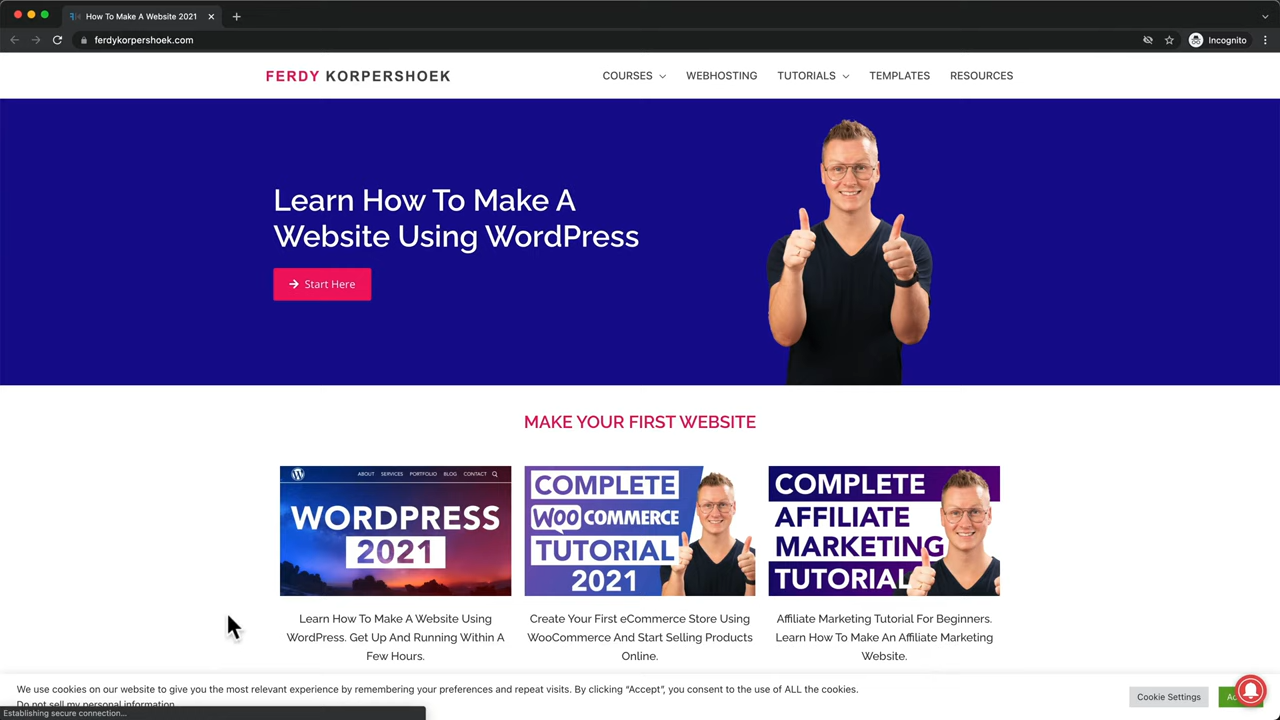 How To Make A Website 2021
ferdykorpershoek.com
Incognito
FERDY KORPERSHOEK
COURSES
WEBHOSTING
TUTORIALS
TEMPLATES
RESOURCES
Learn How To Make A
Website Using WordPress
Start Here
MAKE YOUR FIRST WEBSITE
ABOUT SERVICES PORTFOLIO BLOG CONTACT
WORDPRESS
2021
COMPLETE
WOO COMMERCE
TUTORIAL
2021
COMPLETE
AFFILIATE
MARKETING
TUTORIAL
Learn How To Make A Website Using
WordPress. Get Up And Running Within A
Few Hours.
Create Your First eCommerce Store Using
WooCommerce And Start Selling Products
Online.
Affiliate Marketing Tutorial For Beginners.
Learn How To Make An Affiliate Marketing
Website.
We use cookies on our website to give you the most relevant experience by remembering your preferences and repeat visits. By clicking “Accept”, you consent to the use of ALL the cookies.
Do not sell my personal information
Cookie Settings
Establishing secure connection...